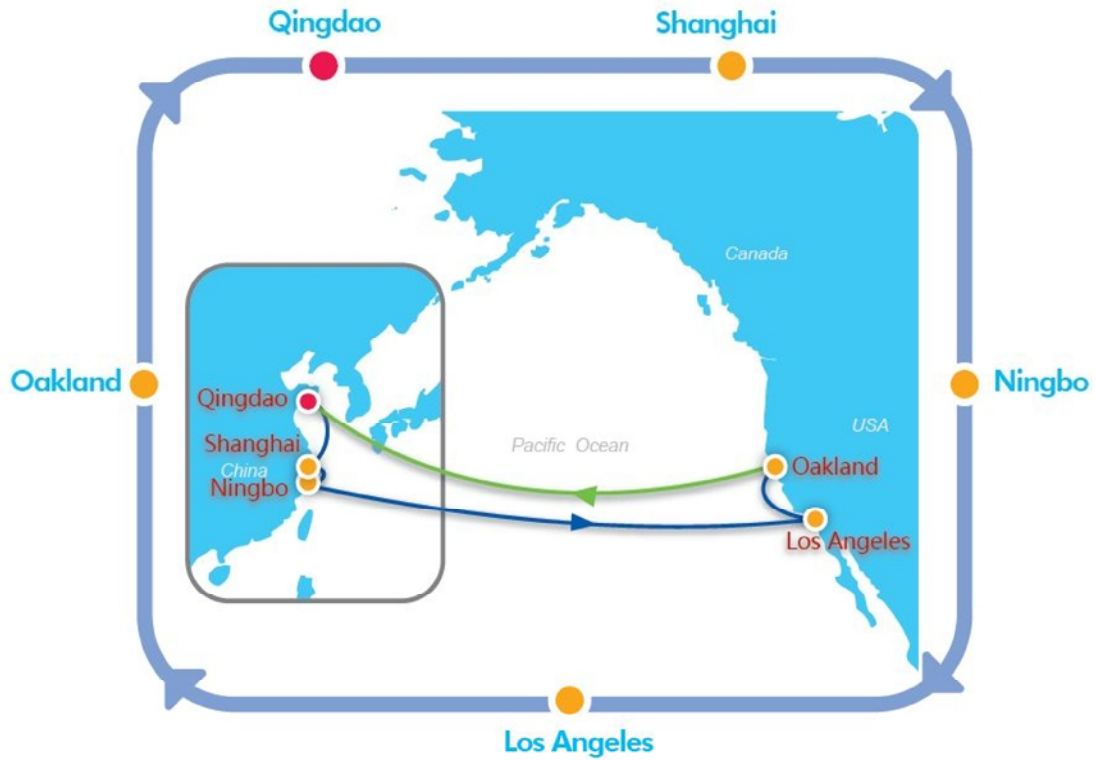 Qingdao
Shanghai
Canada
Oakland
Ningbo
Qingdao
USA
Shanghai
Pacific Ocean
China
Oakland
Ningbo
Los Angeles
Los Angeles